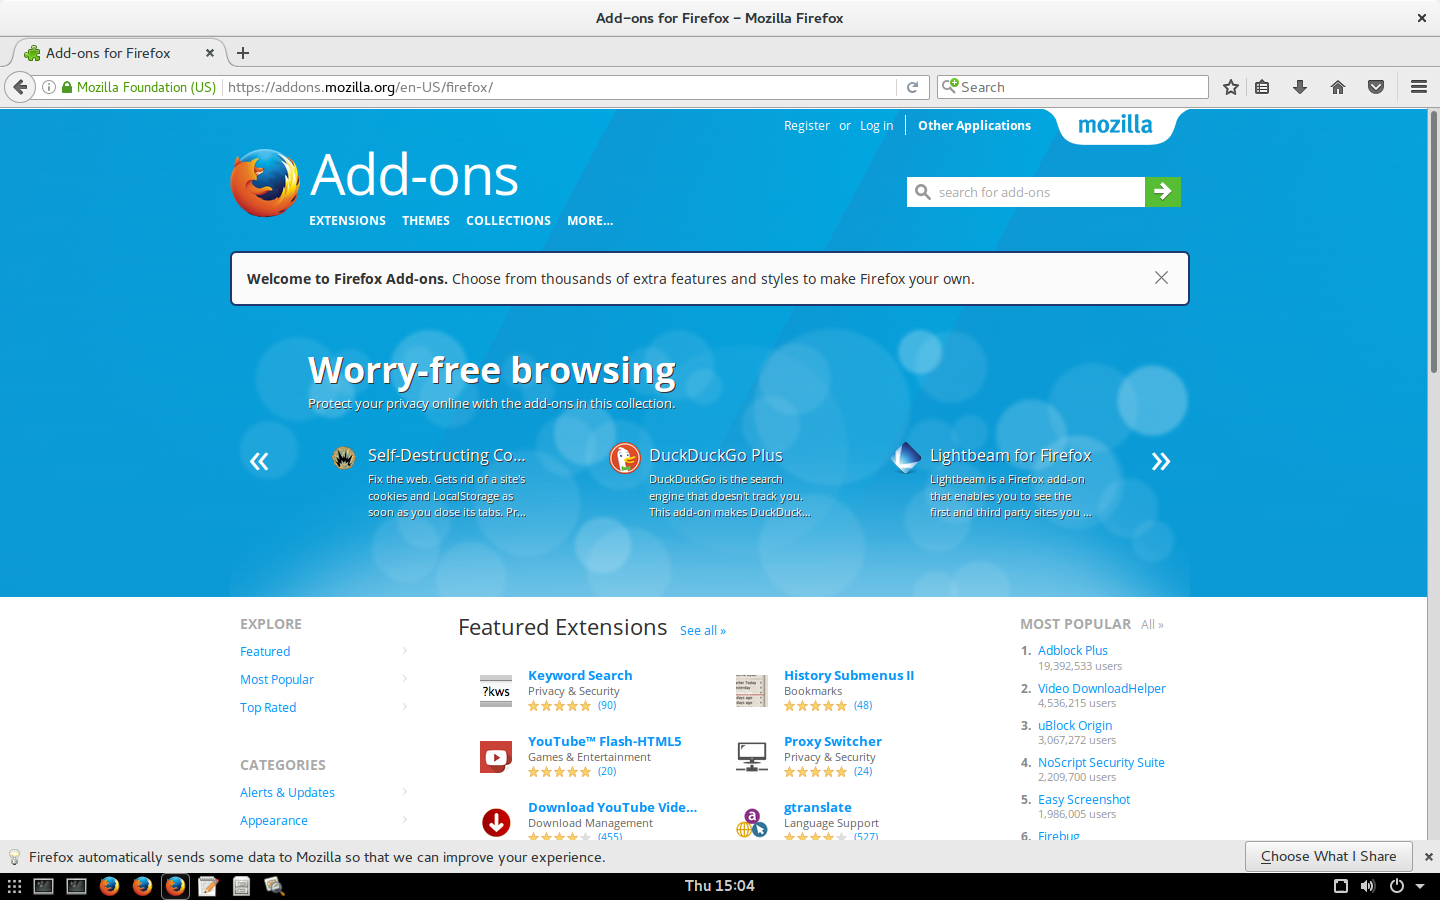 Add-ons for Firefox – Mozilla Firefox
Add-ons for Firefox
Mozilla Foundation (US)
https://addons.mozilla.org/en-US/firefox/
Search
Register or Log in
Other Applications
mozilla
Add-ons
search for add-ons
EXTENSIONS THEMES COLLECTIONS MORE...
Welcome to Firefox Add-ons. Choose from thousands of extra features and styles to make Firefox your own.
Worry-free browsing
Protect your privacy online with the add-ons in this collection.
«
Self-Destructing Co...
Fix the web. Gets rid of a site's
cookies and LocalStorage as
soon as you close its tabs. Pr...
DuckDuckGo Plus
DuckDuckGo is the search
engine that doesn't track you.
This add-on makes DuckDuck...
Lightbeam for Firefox
Lightbeam is a Firefox add-on
that enables you to see the
first and third party sites you ...
»
EXPLORE
Featured
Most Popular
Top Rated
CATEGORIES
Alerts & Updates
Appearance
Featured Extensions See all »
?kws
Keyword Search
Privacy & Security
(90)
History Submenus II
Bookmarks
(48)
YouTube™ Flash-HTML5
Games & Entertainment
(20)
Proxy Switcher
Privacy & Security
(24)
Download YouTube Vide...
Download Management
(455)
a
gtranslate
Language Support
(527)
MOST POPULAR All »
1. Adblock Plus
19,392,533 users
2. Video DownloadHelper
4,536,215 users
3. uBlock Origin
3,067,272 users
4. NoScript Security Suite
2,209,700 users
5. Easy Screenshot
1,986,005 users
6. Firebug
Firefox automatically sends some data to Mozilla so that we can improve your experience.
Choose What I Share
Thu 15:04